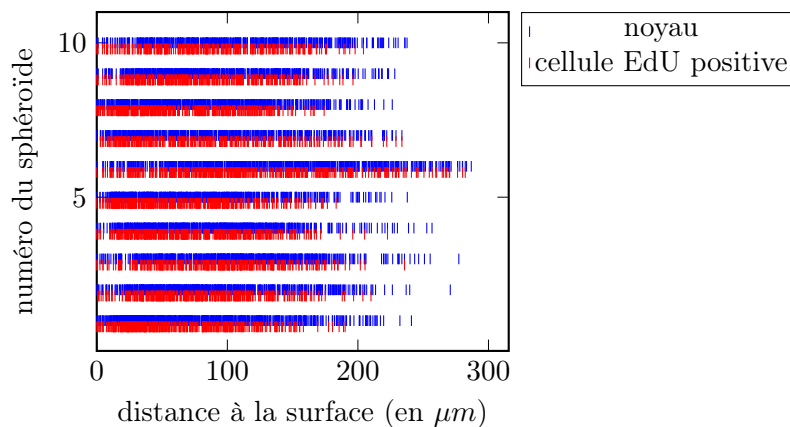 noyau
cellule EdU positive
10
5
numéro du sphéroïde
0
100
200
300
distance à la surface (en μm)